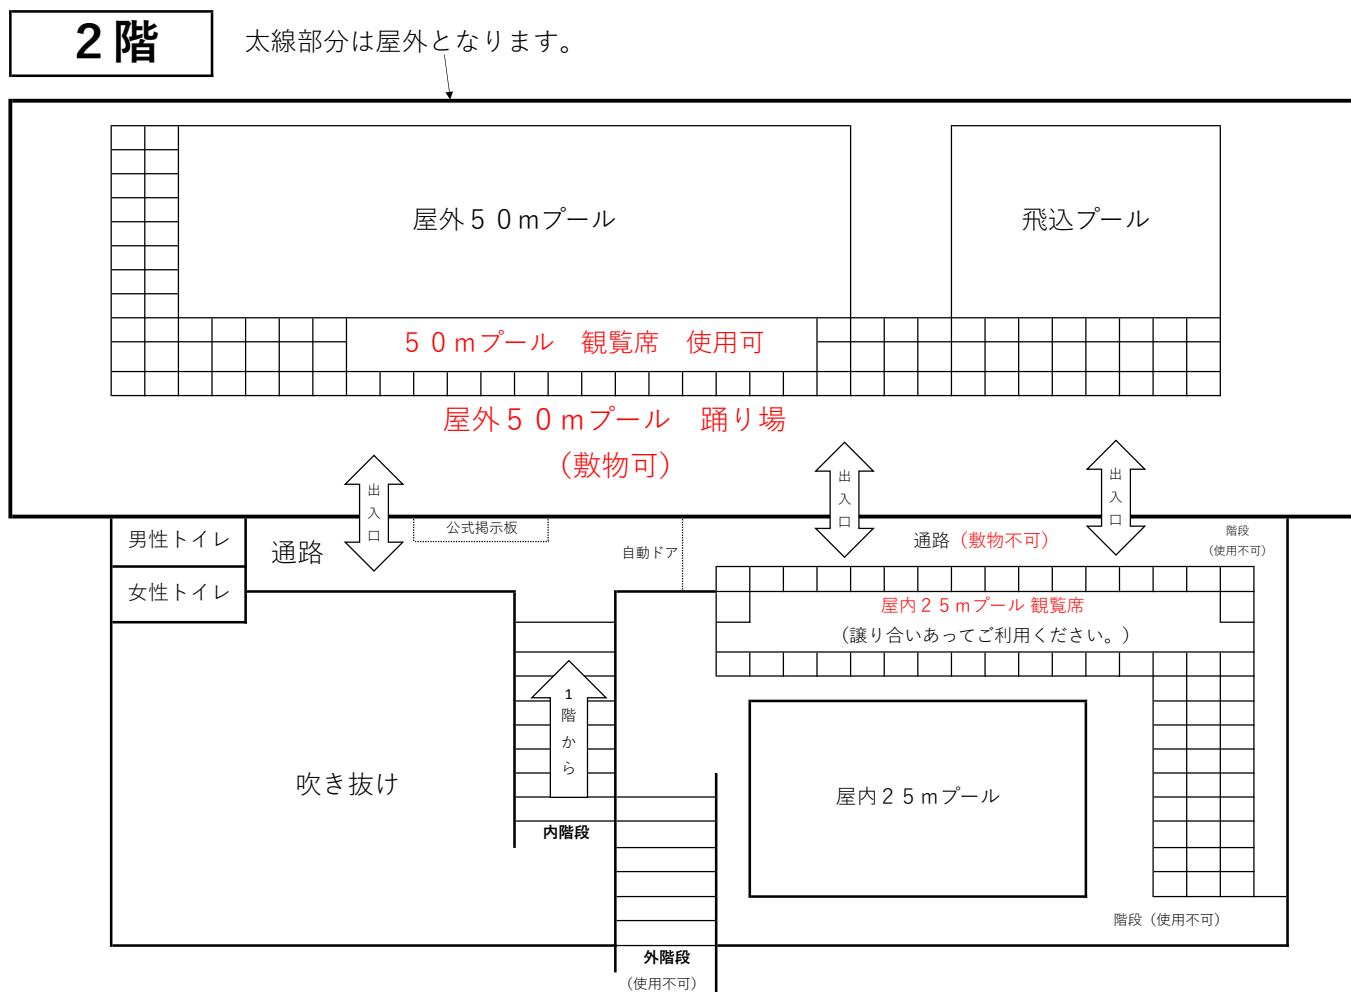 ２階
太線部分は屋外となります。
屋外５０ｍプール
飛込プール
５０ｍプール　観覧席　使用可
屋外５０ｍプール　踊り場
（敷物可）
出入口
出入口
出入口
男性トイレ
通路
公式掲示板
自動ドア
通路（敷物不可）
階段
（使用不可）
女性トイレ
屋内２５ｍプール 観覧席
（譲り合いあってご利用ください。）
1階から
吹き抜け
屋内２５ｍプール
内階段
階段（使用不可）
外階段
（使用不可）